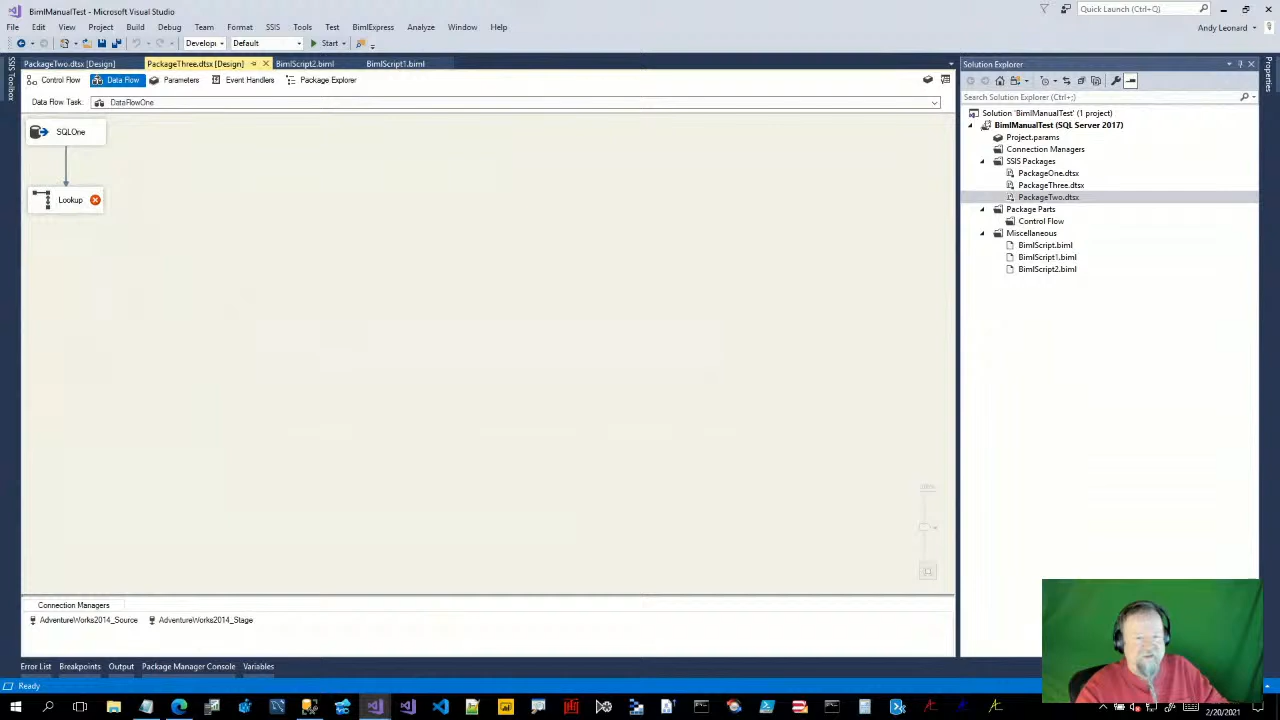 BimlManualTest - Microsoft Visual Studio
Quick Launch (Ctrl+Q)
File Edit View Project Build Debug Team Format SSIS Tools Test BimlExpress Analyze Window Help
Andy Leonard
Develop Default Start
SSIS Toolbox
PackageTwo.dtsx [Design] PackageThree.dtsx [Design] BimlScript2.biml BimlScript1.biml
Control Flow Data Flow Parameters Event Handlers Package Explorer
Data Flow Task: DataFlowOne
SQLOne
Lookup
Connection Managers
AdventureWorks2014_Source AdventureWorks2014_Stage
Error List Breakpoints Output Package Manager Console Variables
Ready
Solution Explorer
Search Solution Explorer (Ctrl+;)
Solution 'BimlManualTest' (1 project)
BimlManualTest (SQL Server 2017)
Project.params
Connection Managers
SSIS Packages
PackageOne.dtsx
PackageThree.dtsx
PackageTwo.dtsx
Package Parts
Control Flow
Miscellaneous
BimlScript.biml
BimlScript1.biml
BimlScript2.biml
Properties
2/20/2021